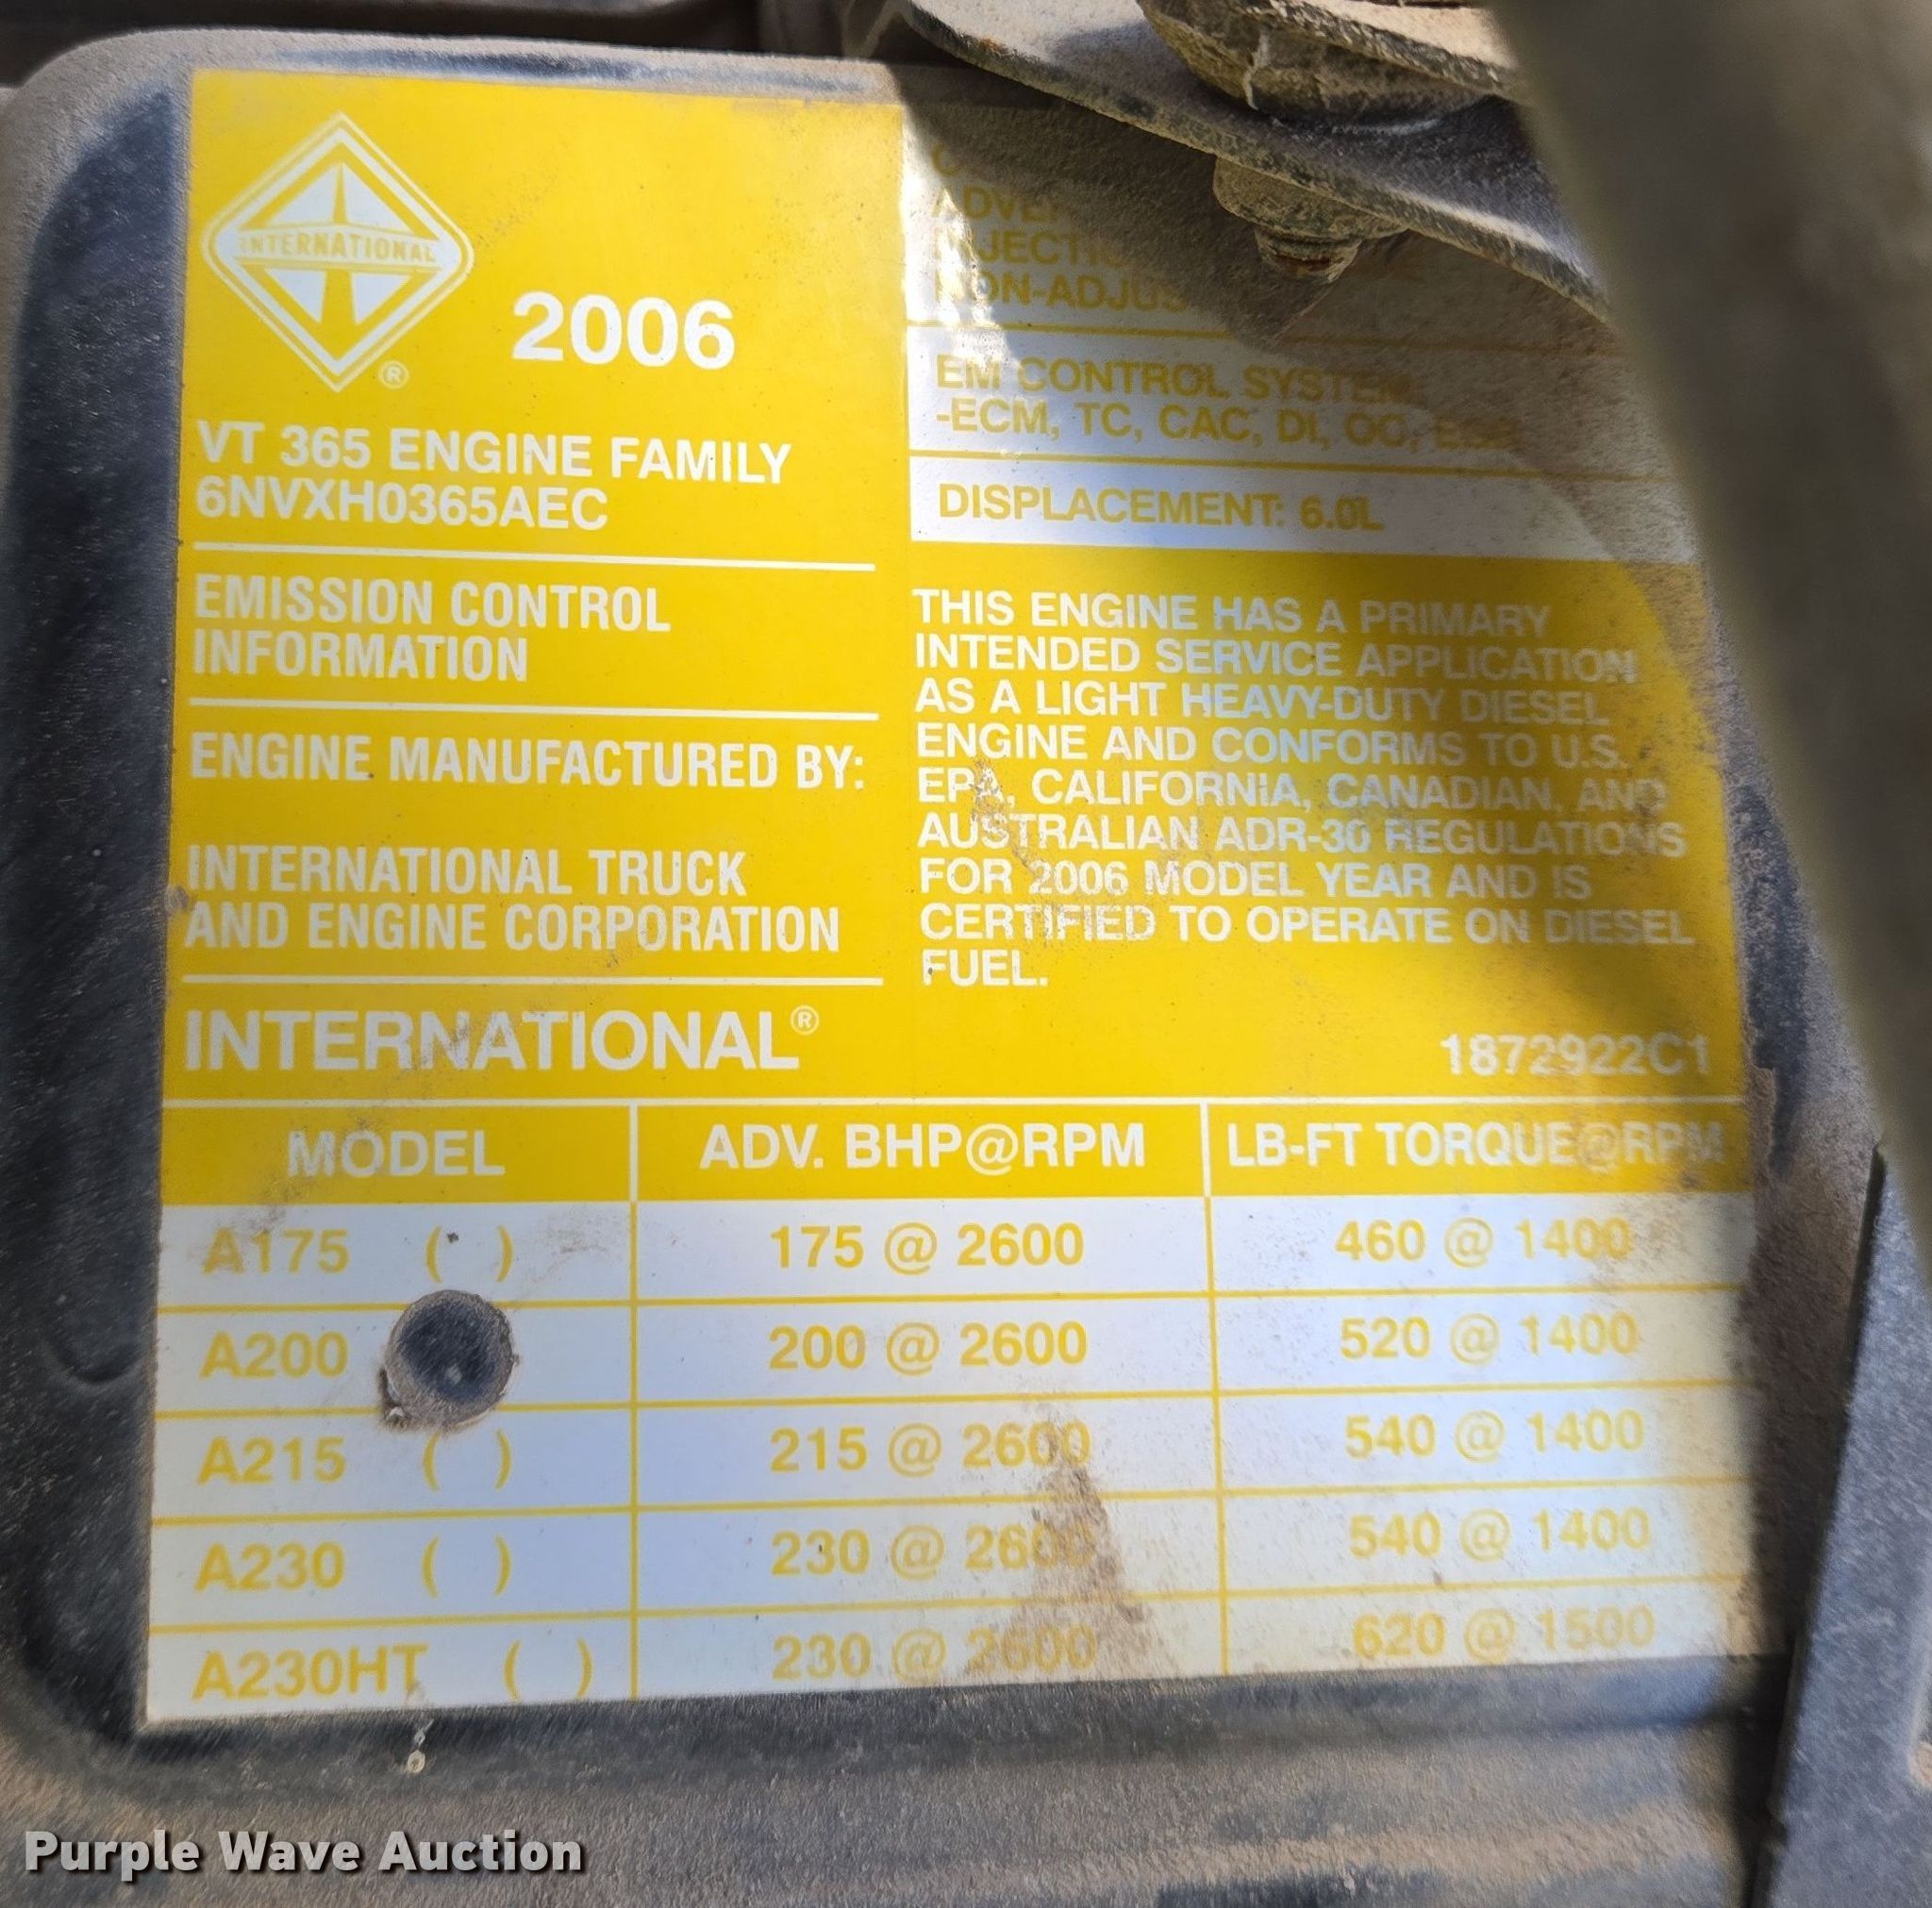 INTERNATIONAL
®
2006
VT 365 ENGINE FAMILY
6NVXH0365AEC
EMISSION CONTROL
INFORMATION
ENGINE MANUFACTURED BY:
INTERNATIONAL TRUCK
AND ENGINE CORPORATION
INTERNATIONAL®
EM CONTROL SYSTEM
-ECM, TC, CAC, DI, OC,
DISPLACEMENT: 6.0L
THIS ENGINE HAS A PRIMARY
INTENDED SERVICE APPLICATION
AS A LIGHT HEAVY-DUTY DIESEL
ENGINE AND CONFORMS TO U.S.
EPA, CALIFORNIA, CANADIAN, AND
AUSTRALIAN ADR-30 REGULATIONS
FOR 2006 MODEL YEAR AND IS
CERTIFIED TO OPERATE ON DIESEL
FUEL.
1872922C1
MODEL ADV. BHP@RPM LB-FT TORQUE@RPM
A175 ( ) 175 @ 2600 460 @ 1400
A200 200 @ 2600 520 @ 1400
A215 ( ) 215 @ 2600 540 @ 1400
A230 ( ) 230 @ 2600 540 @ 1400
A230HT ( ) 230 @ 2600 620 @ 1500
Purple Wave Auction